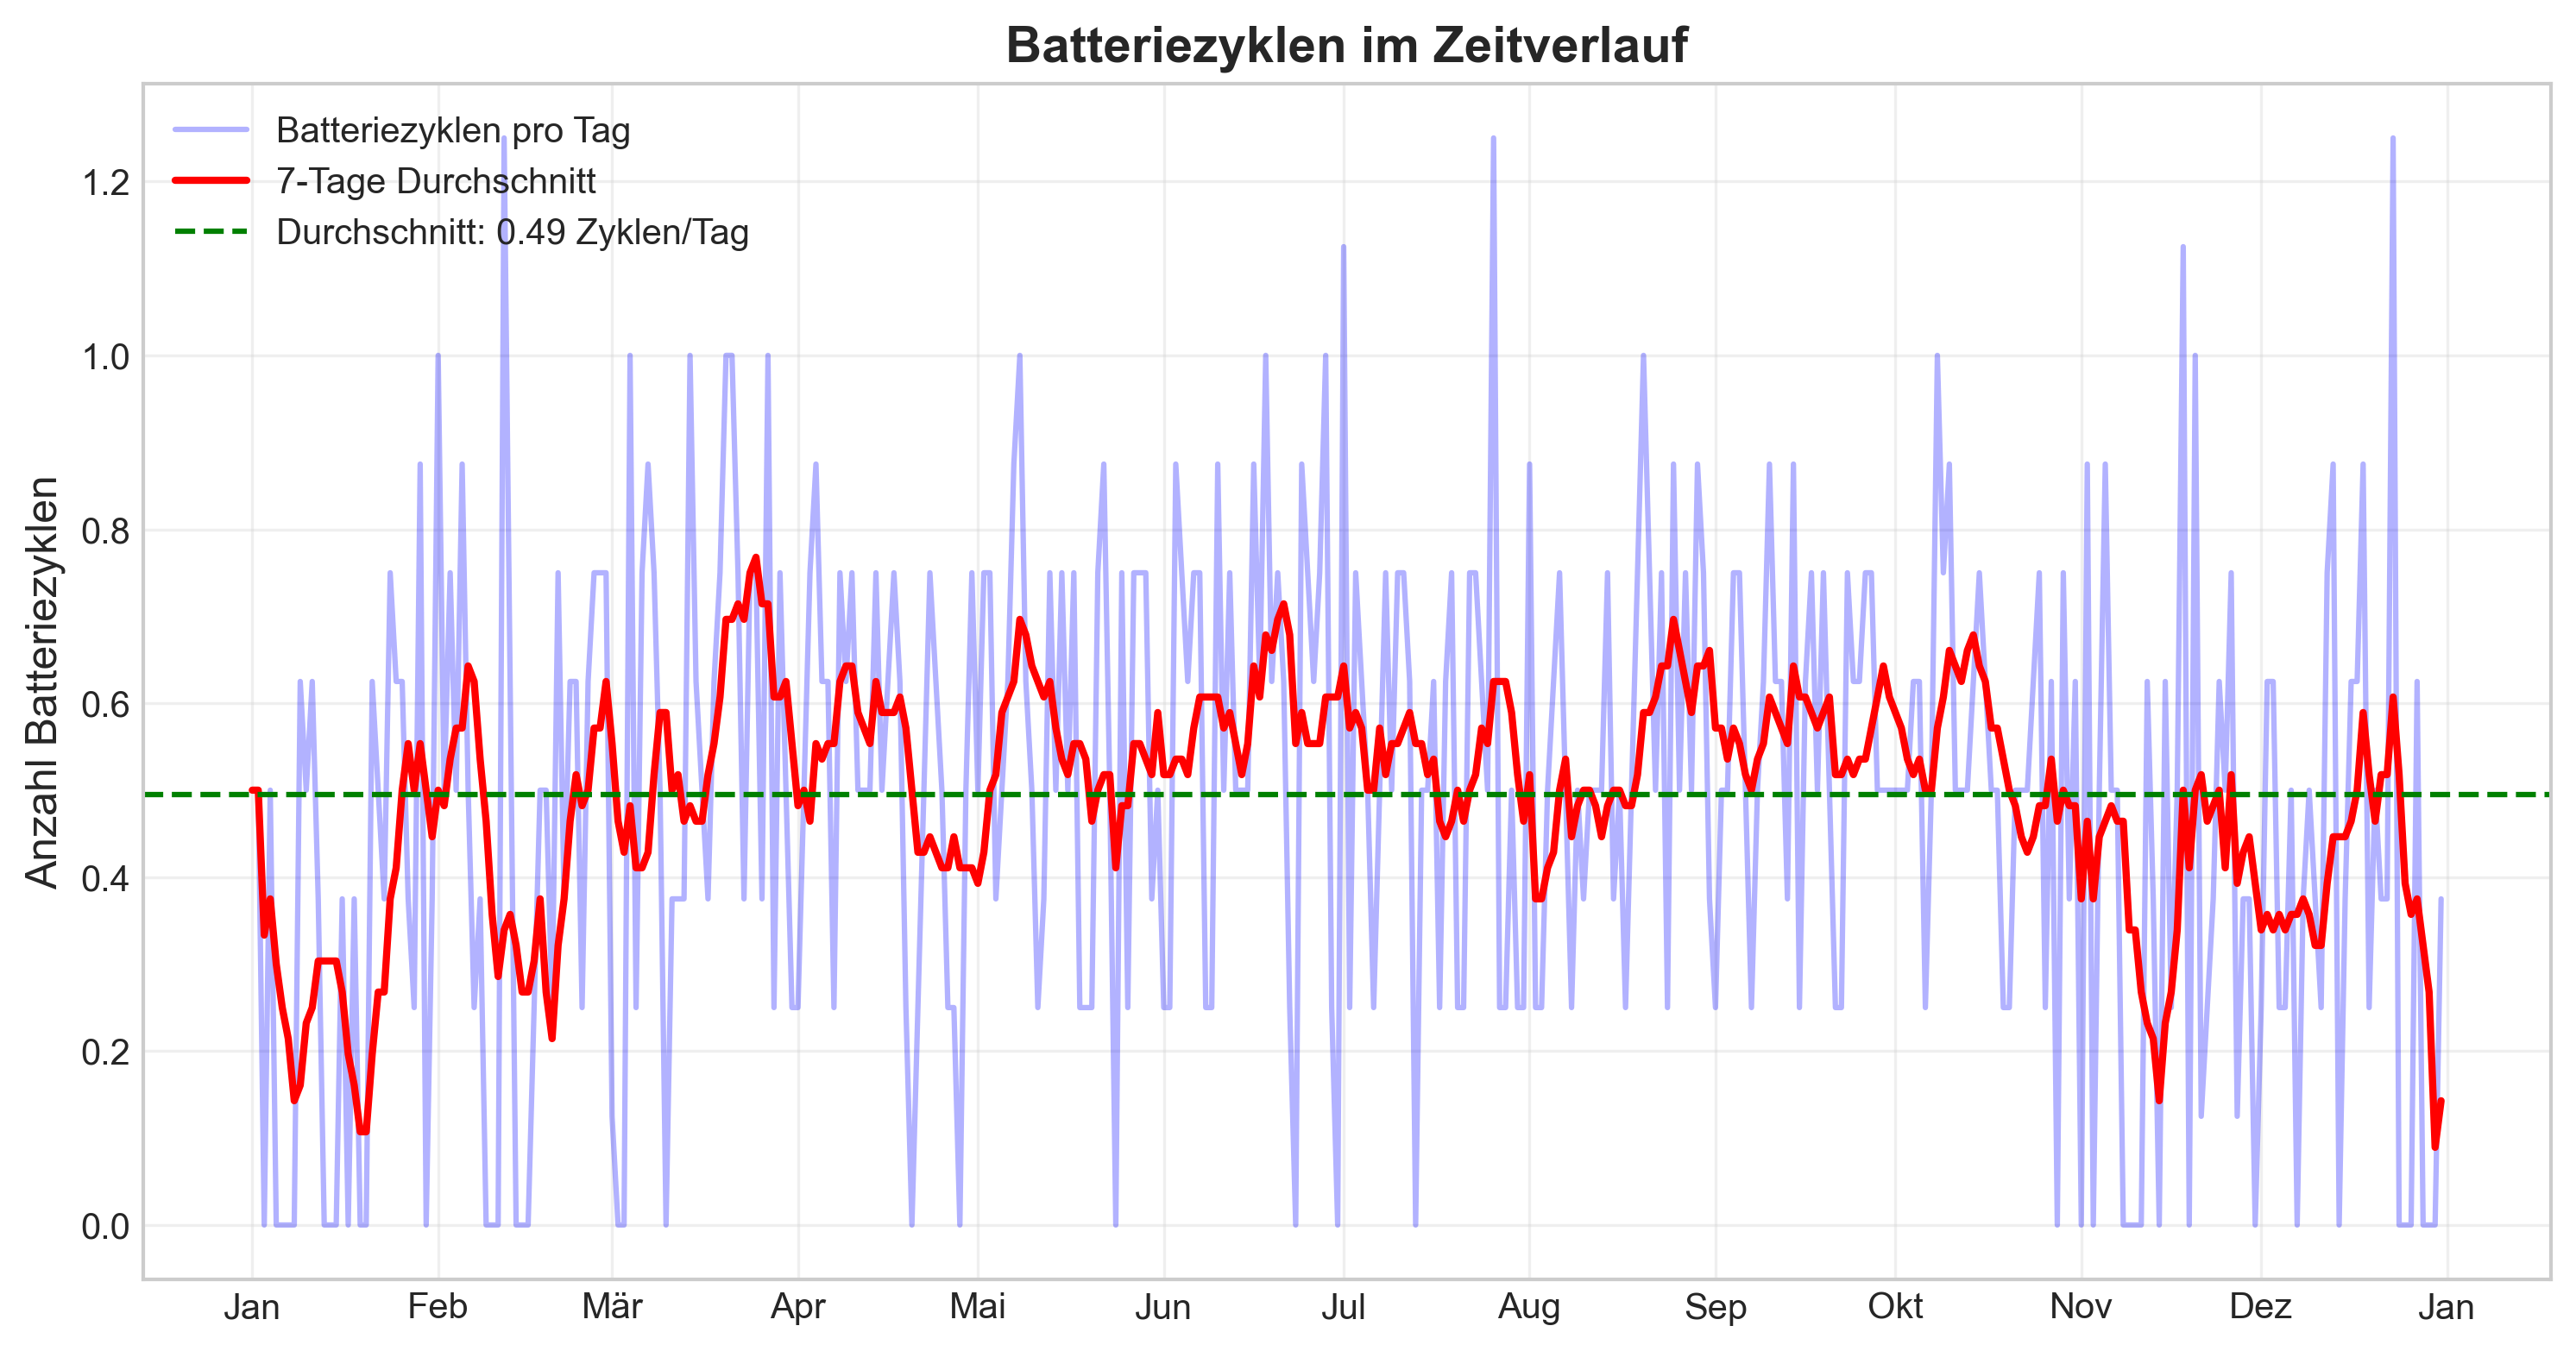 Batteriezyklen im Zeitverlauf
Batteriezyklen pro Tag
7-Tage Durchschnitt
Durchschnitt: 0.49 Zyklen/Tag
Anzahl Batteriezyklen
1.2
1.0
0.8
0.6
0.4
0.2
0.0
Jan Feb Mär Apr Mai Jun Jul Aug Sep Okt Nov Dez Jan